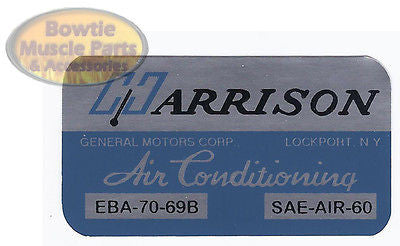 Bowtie
Muscle Parts
& Accessories
HARRISON
GENERAL MOTORS CORP. LOCKPORT, N.Y
Air Conditioning
EBA-70-69B SAE-AIR-60